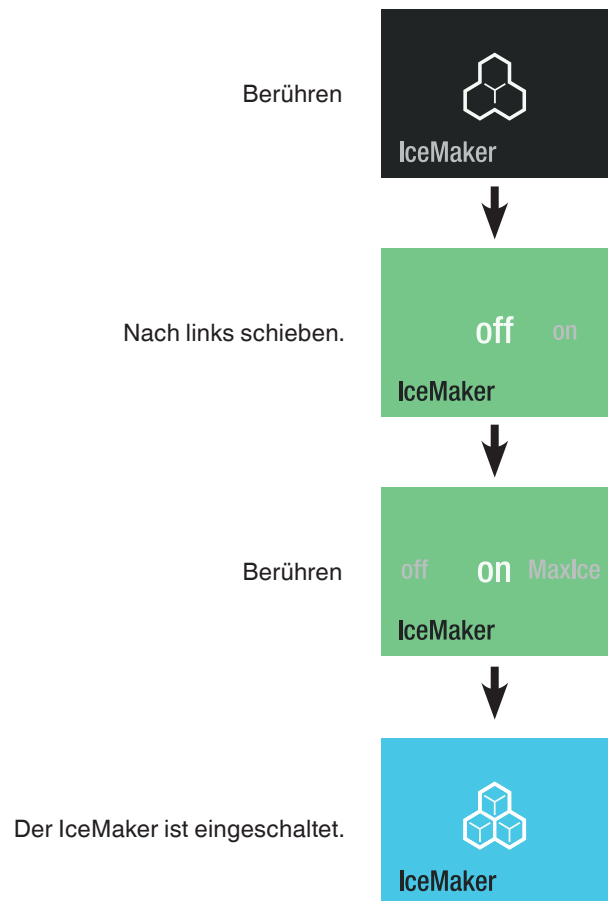 Berühren
IceMaker
Nach links schieben.
off on
IceMaker
Berühren
off on MaxIce
IceMaker
Der IceMaker ist eingeschaltet.
IceMaker